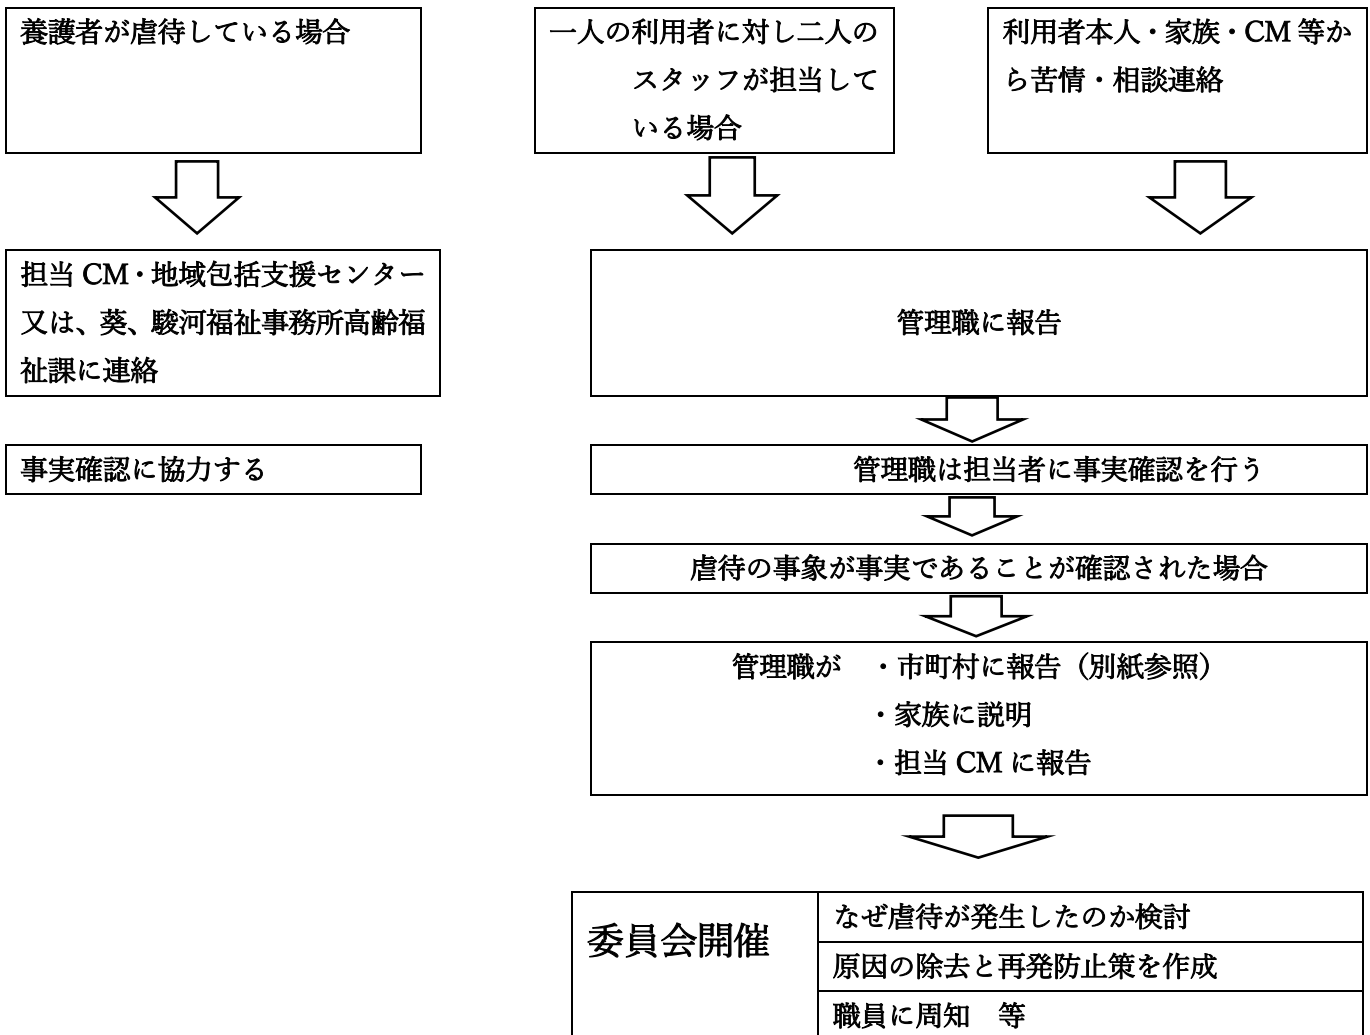 養護者が虐待している場合
一人の利用者に対し二人の
スタッフが担当して
いる場合
利用者本人・家族・CM 等か
ら苦情・相談連絡
担当 CM・地域包括支援センター
又は、葵、駿河福祉事務所高齢福
祉課に連絡
管理職に報告
事実確認に協力する
管理職は担当者に事実確認を行う
虐待の事象が事実であることが確認された場合
管理職が　・市町村に報告（別紙参照）
・家族に説明
・担当 CM に報告
委員会開催
なぜ虐待が発生したのか検討
原因の除去と再発防止策を作成
職員に周知　等